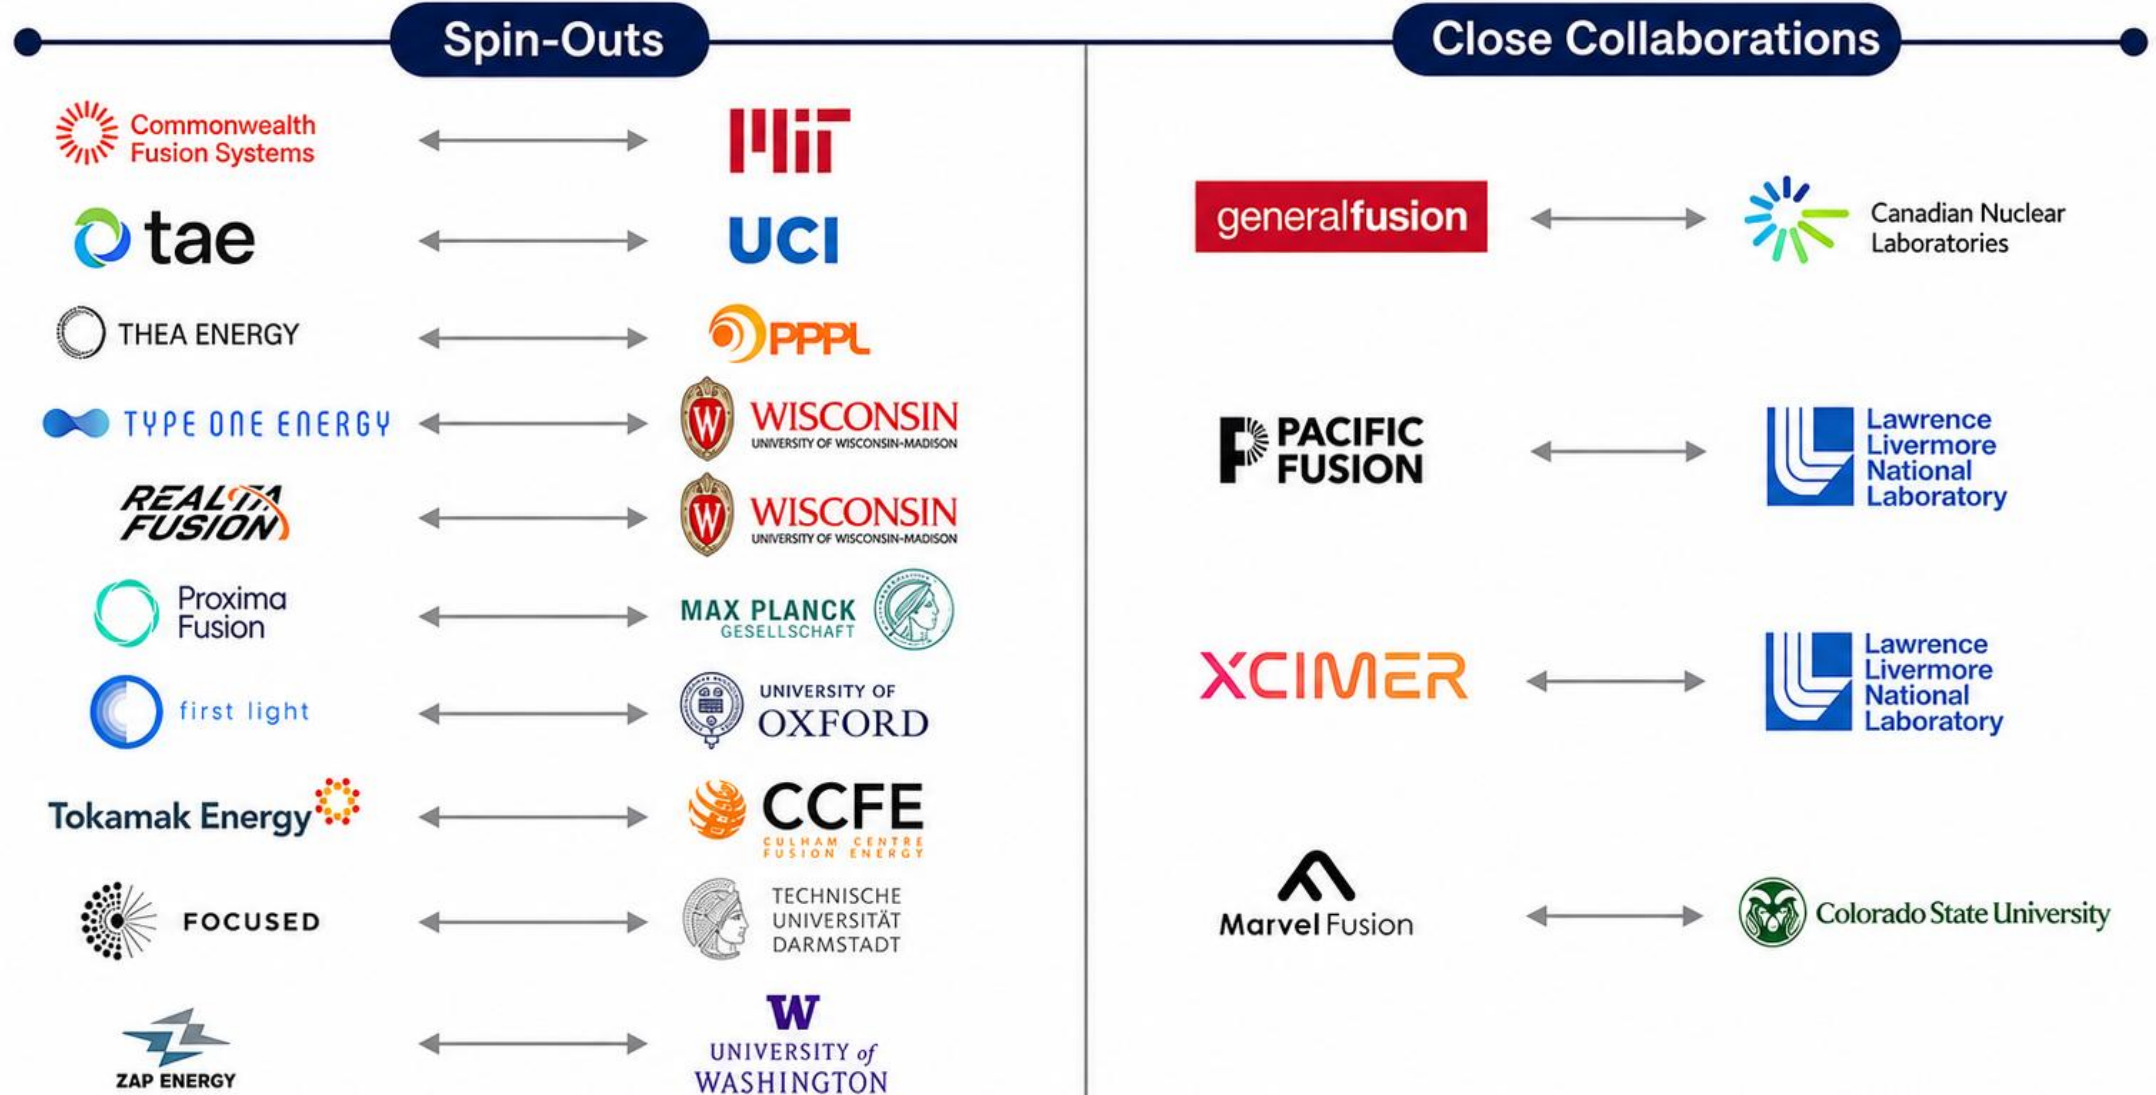 Spin-Outs
Commonwealth
Fusion Systems
MIT
tae
UCI
THEA ENERGY
PPPL
TYPE ONE ENERGY
W
WISCONSIN
UNIVERSITY OF WISCONSIN-MADISON
REALTA
FUSION
W
WISCONSIN
UNIVERSITY OF WISCONSIN-MADISON
Proxima
Fusion
MAX PLANCK
GESELLSCHAFT
first light
UNIVERSITY OF
OXFORD
Tokamak Energy
CCFE
CULHAM CENTRE
FUSION ENERGY
FOCUSED
TECHNISCHE
UNIVERSITÄT
DARMSTADT
ZAP ENERGY
W
UNIVERSITY of
WASHINGTON
Close Collaborations
generalfusion
Canadian Nuclear
Laboratories
PACIFIC
FUSION
Lawrence
Livermore
National
Laboratory
XCIMER
Lawrence
Livermore
National
Laboratory
Marvel Fusion
Colorado State University